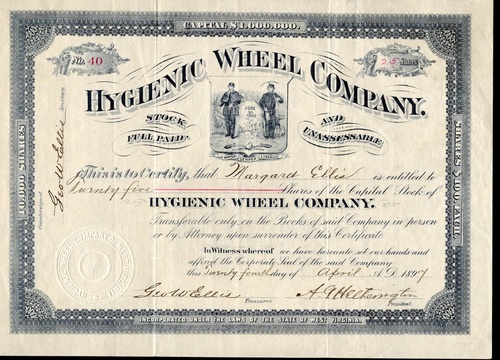 CAPITAL $1,000,000.
No. 40
25 Shares
HYGIENIC WHEEL COMPANY.
STOCK
FULL PAID
AND
UNASSESSABLE
This is to Certify, that Margaret Ellis is entitled to
Twenty five Shares of the Capital Stock of
HYGIENIC WHEEL COMPANY.
Transferable only on the Books of said Company in person
or by Attorney upon surrender of this Certificate.
In Witness whereof we have hereunto set our hands and
affixed the Corporate Seal of the said Company
this Twenty fourth day of April A.D. 1897
Geo W Ellis
Treasurer.
President.
INCORPORATED UNDER THE LAWS OF THE STATE OF WEST VIRGINIA.
10,000 SHARES
Countersigned
Geo W Ellis
Secretary
SHARES $100. EACH.